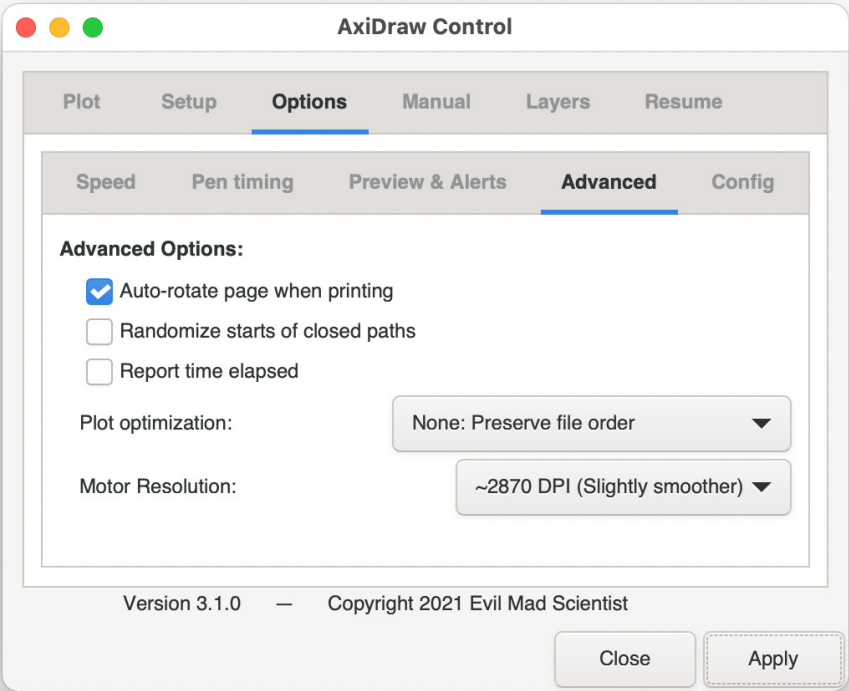 AxiDraw Control
Plot Setup Options Manual Layers Resume
Speed Pen timing Preview & Alerts Advanced Config
Advanced Options:
Auto-rotate page when printing
Randomize starts of closed paths
Report time elapsed
Plot optimization: None: Preserve file order
Motor Resolution: ~2870 DPI (Slightly smoother)
Version 3.1.0 — Copyright 2021 Evil Mad Scientist
Close Apply